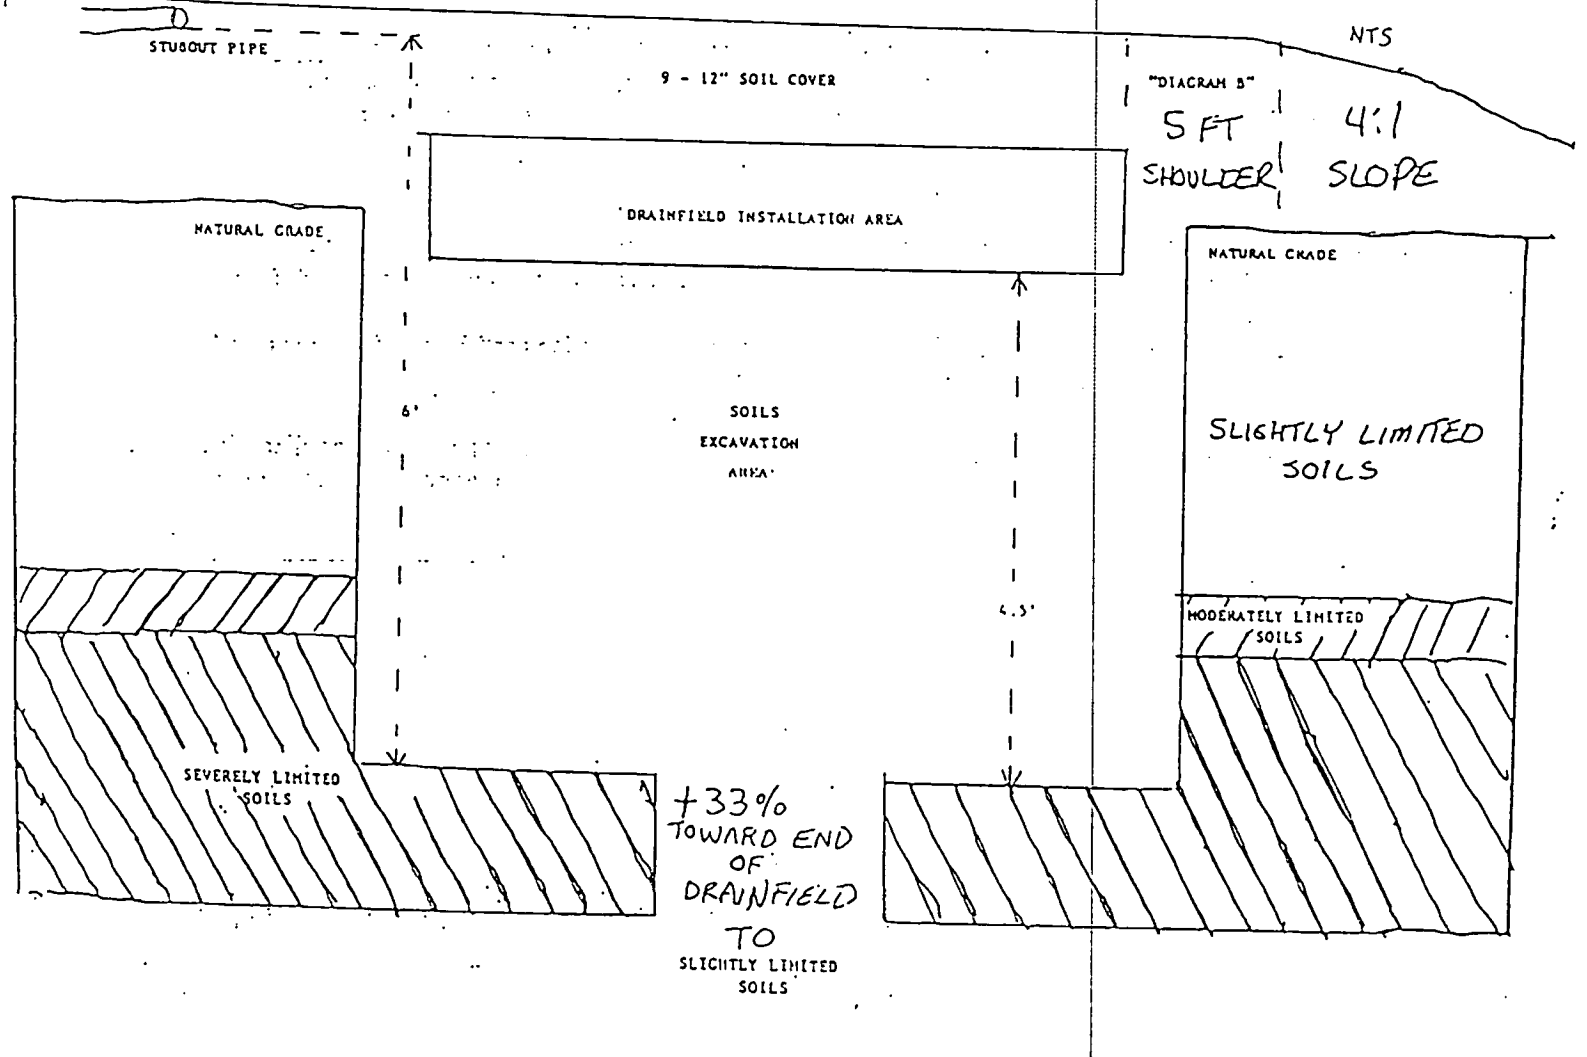 NTS
STUBOUT PIPE
9 - 12" SOIL COVER
"DIAGRAM B"
5 FT
SHOULDER
4:1
SLOPE
DRAINFIELD INSTALLATION AREA
NATURAL GRADE
NATURAL GRADE
6'
SOILS
EXCAVATION
AREA
SLIGHTLY LIMITED
SOILS
4.5'
MODERATELY LIMITED
SOILS
SEVERELY LIMITED
SOILS
+33%
TOWARD END
OF
DRAINFIELD
TO
SLIGHTLY LIMITED
SOILS